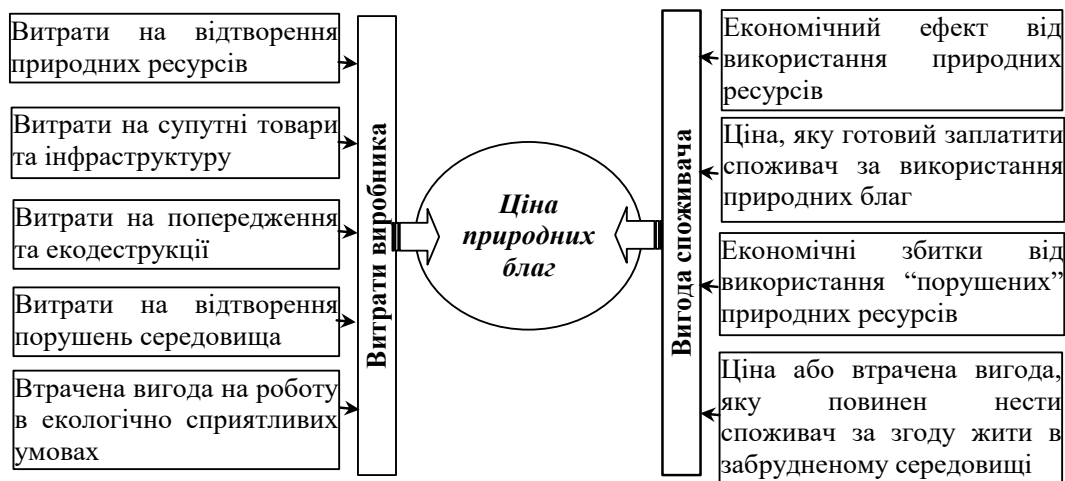 Витрати на відтворення
природних ресурсів
Витрати на супутні товари
та інфраструктуру
Витрати на попередження
та екодеструкції
Витрати на відтворення
порушень середовища
Втрачена вигода на роботу
в екологічно сприятливих
умовах
Витрати виробника
Ціна
природних
благ
Вигода споживача
Економічний ефект від
використання природних
ресурсів
Ціна, яку готовий заплатити
споживач за використання
природних благ
Економічні збитки від
використання “порушених”
природних ресурсів
Ціна або втрачена вигода,
яку повинен нести
споживач за згоду жити в
забрудненому середовищі